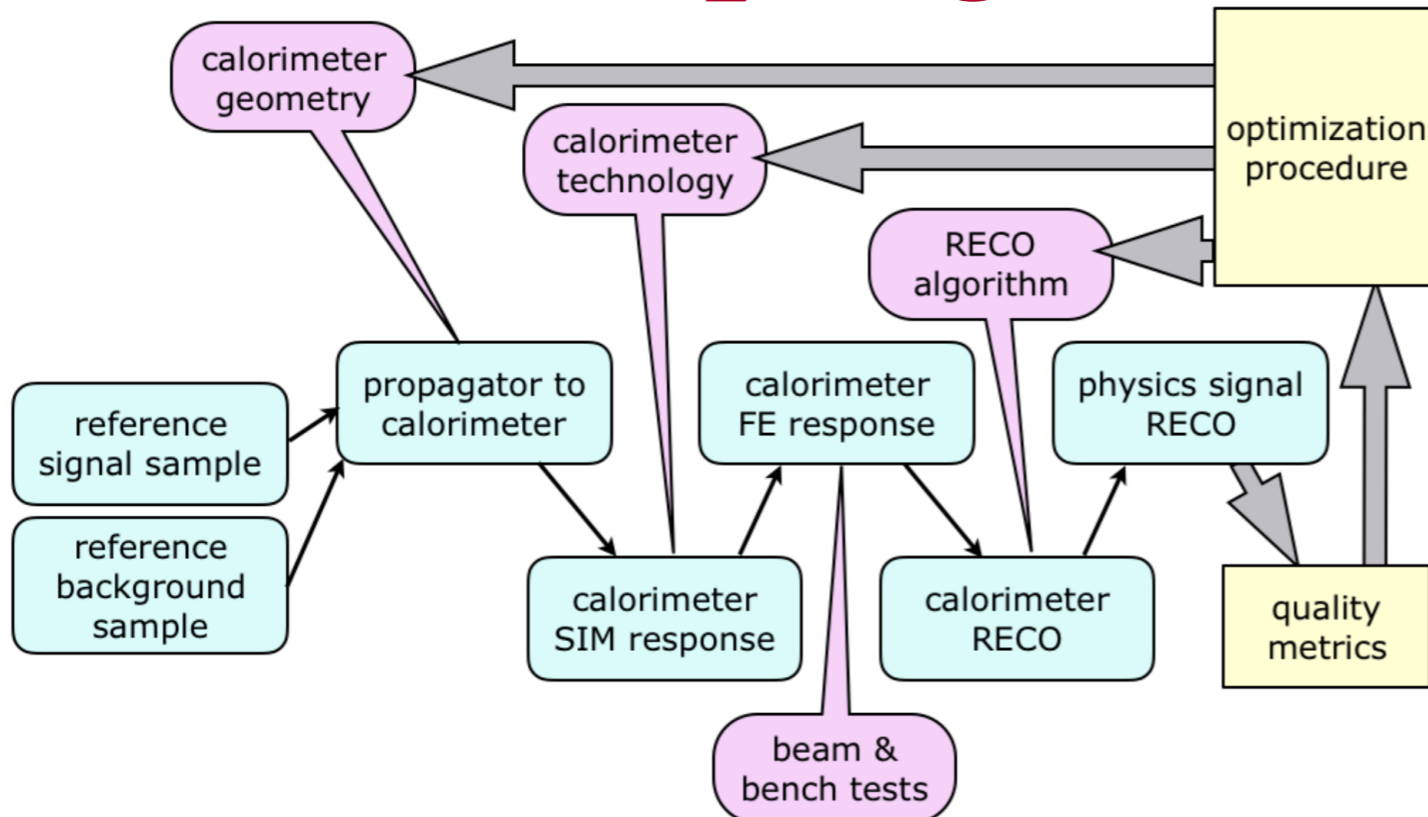 calorimeter
geometry
calorimeter
technology
optimization
procedure
RECO
algorithm
reference
signal sample
propagator to
calorimeter
calorimeter
FE response
physics signal
RECO
reference
background
sample
calorimeter
SIM response
calorimeter
RECO
quality
metrics
beam &
bench tests